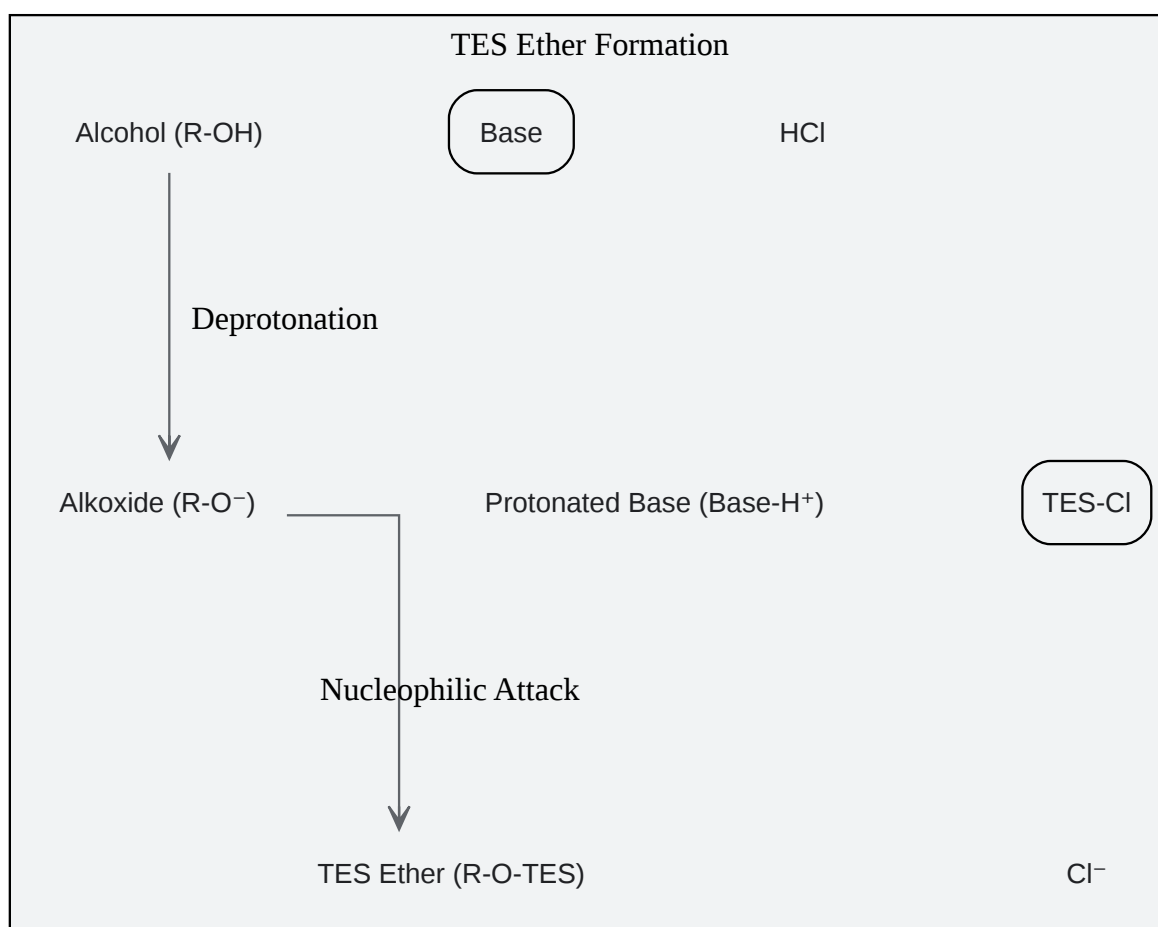 TES Ether Formation
Alcohol (R-OH) Base HCl
Deprotonation
Alkoxide (R-O⁻) Protonated Base (Base-H⁺) TES-Cl
Nucleophilic Attack
TES Ether (R-O-TES) Cl⁻